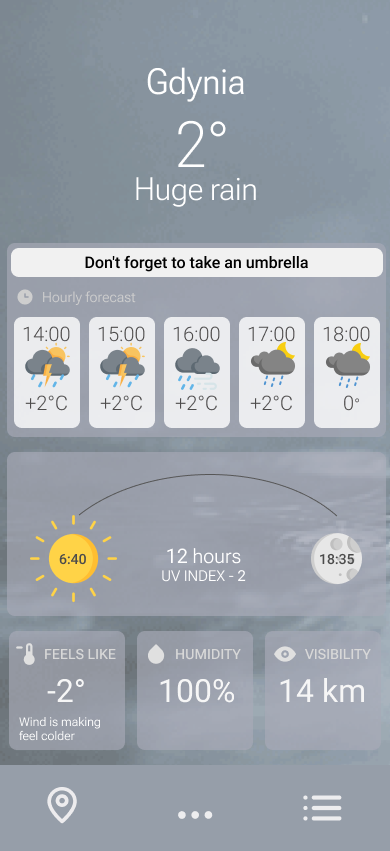 Gdynia
2°
Huge rain
Don't forget to take an umbrella
Hourly forecast
14:00 15:00 16:00 17:00 18:00
+2°C +2°C +2°C +2°C 0°
6:40 12 hours 18:35
UV INDEX - 2
FEELS LIKE HUMIDITY VISIBILITY
-2° 100% 14 km
Wind is making
feel colder